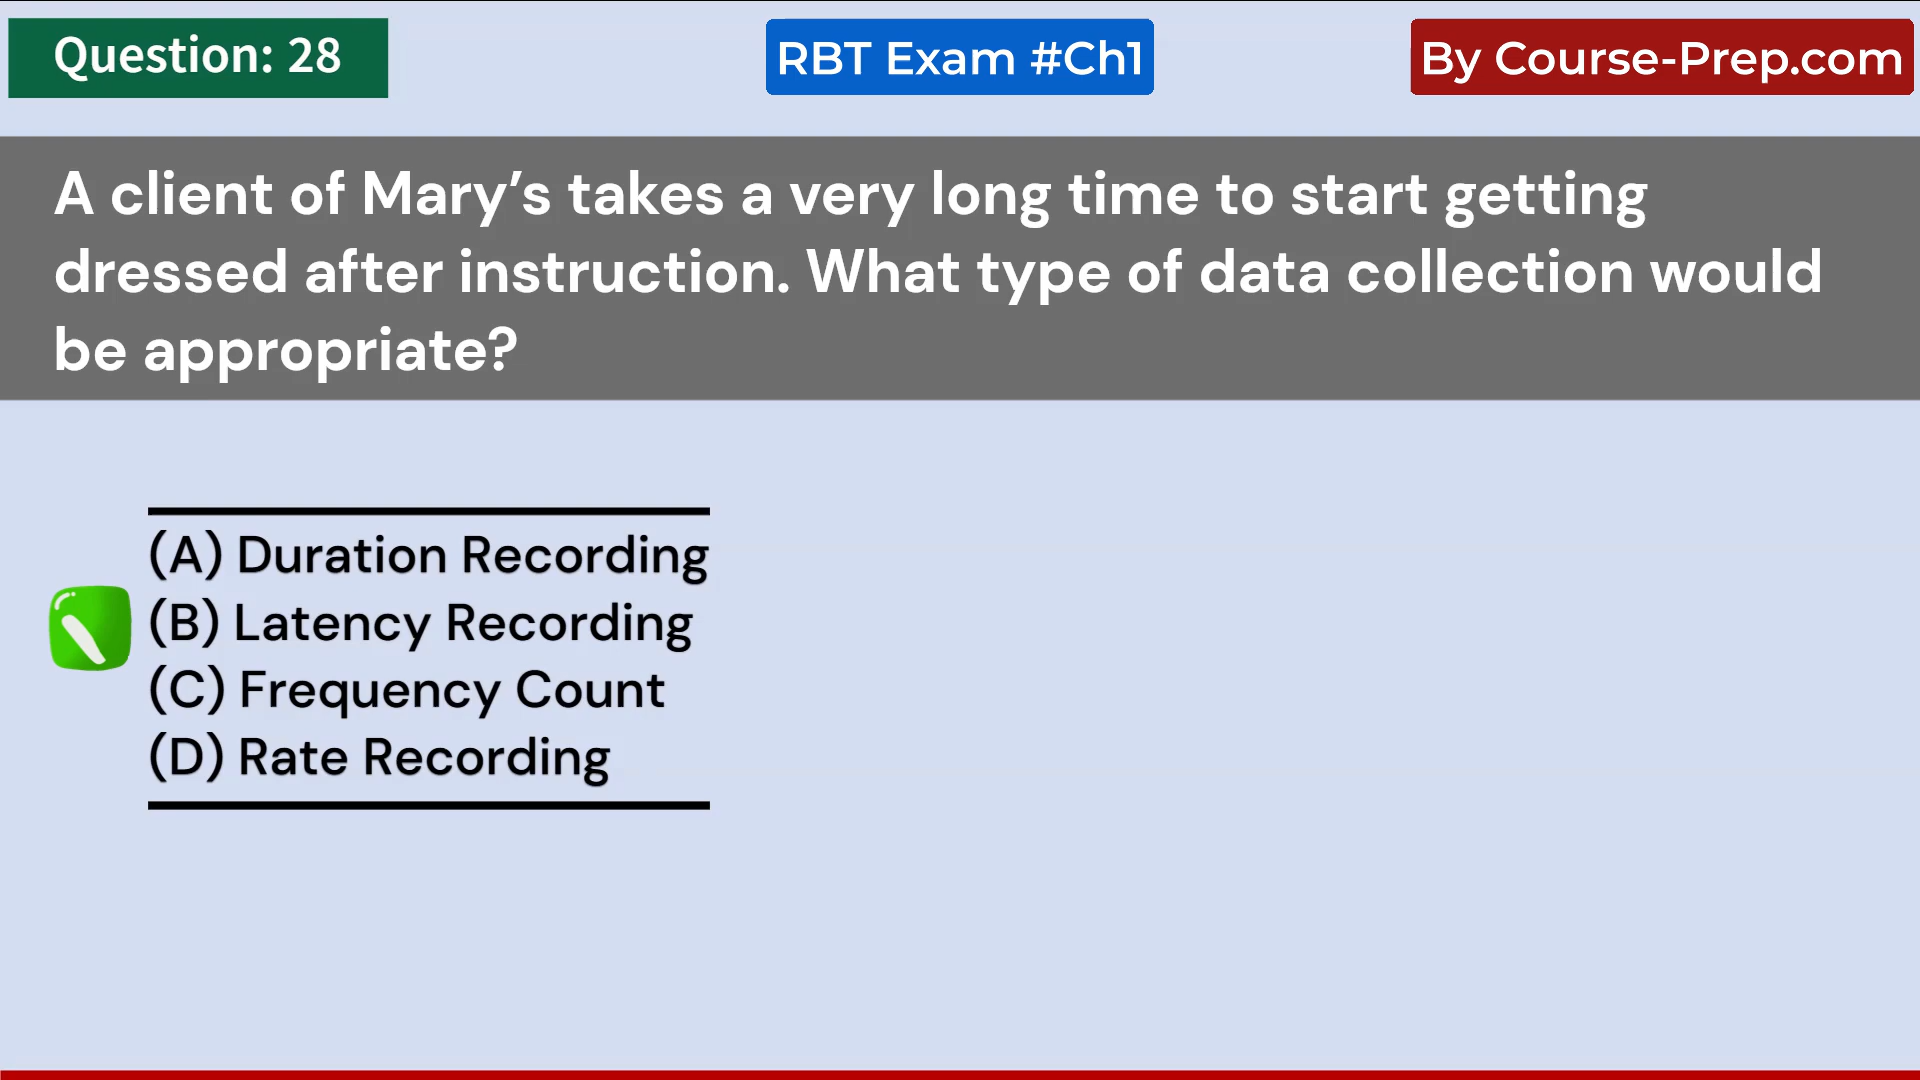 Question: 28
RBT Exam #Ch1
By Course-Prep.com
A client of Mary’s takes a very long time to start getting
dressed after instruction. What type of data collection would
be appropriate?
(A) Duration Recording
(B) Latency Recording
(C) Frequency Count
(D) Rate Recording